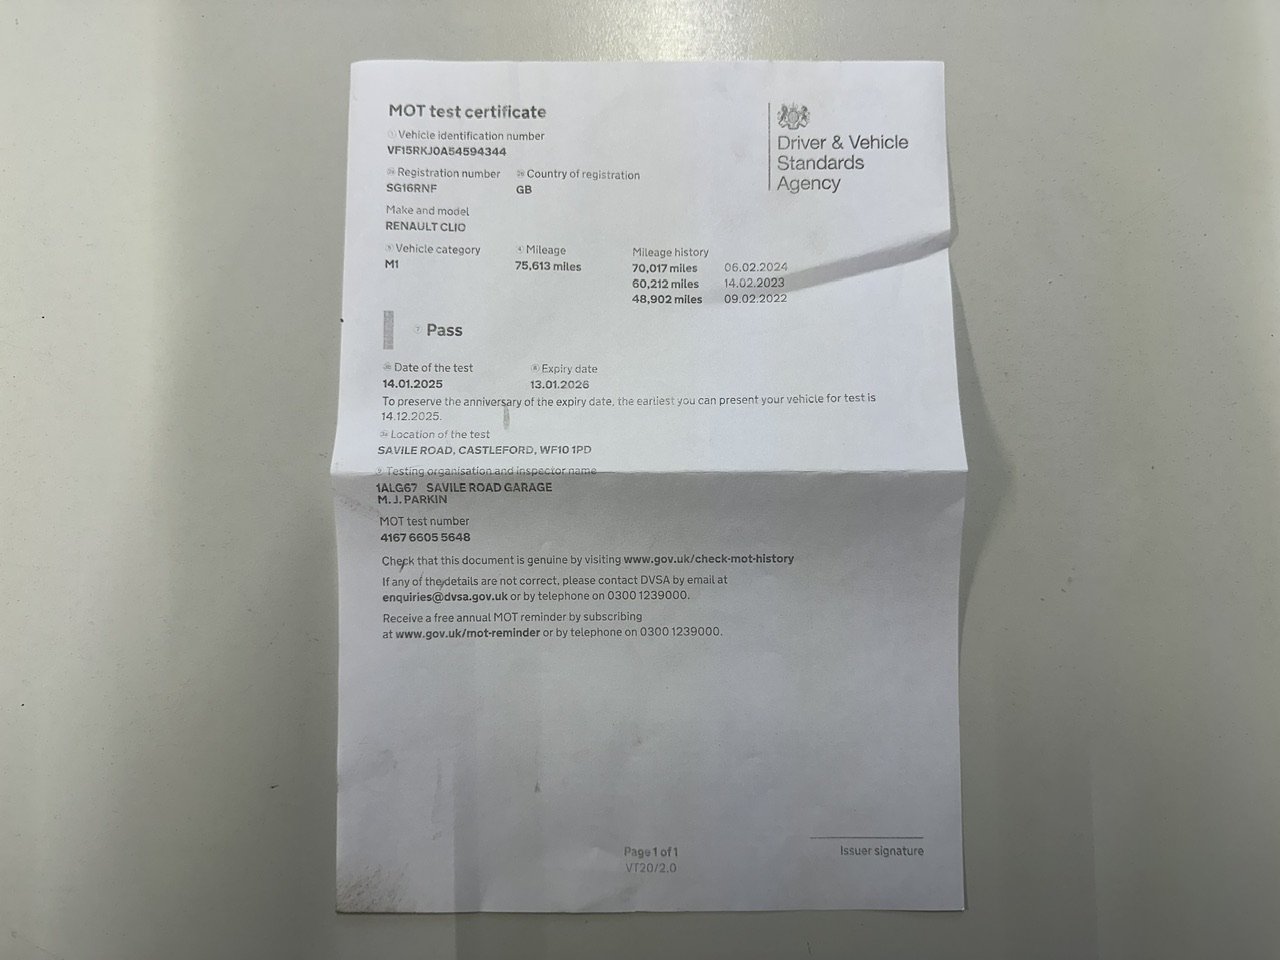 MOT test certificate
Driver & Vehicle
Standards
Agency
Vehicle identification number
VF15RKJ0A54594344
Registration number Country of registration
SG16RNF GB
Make and model
RENAULT CLIO
Vehicle category Mileage Mileage history
M1 75,613 miles 70,017 miles 06.02.2024
60,212 miles 14.02.2023
48,902 miles 09.02.2022
Pass
Date of the test Expiry date
14.01.2025 13.01.2026
To preserve the anniversary of the expiry date, the earliest you can present your vehicle for test is
14.12.2025.
Location of the test
SAVILE ROAD, CASTLEFORD, WF10 1PD
Testing organisation and inspector name
1ALG67 SAVILE ROAD GARAGE
M. J. PARKIN
MOT test number
4167 6605 5648
Check that this document is genuine by visiting www.gov.uk/check-mot-history
If any of the details are not correct, please contact DVSA by email at
enquiries@dvsa.gov.uk or by telephone on 0300 1239000.
Receive a free annual MOT reminder by subscribing
at www.gov.uk/mot-reminder or by telephone on 0300 1239000.
Issuer signature
Page 1 of 1
VT20/2.0